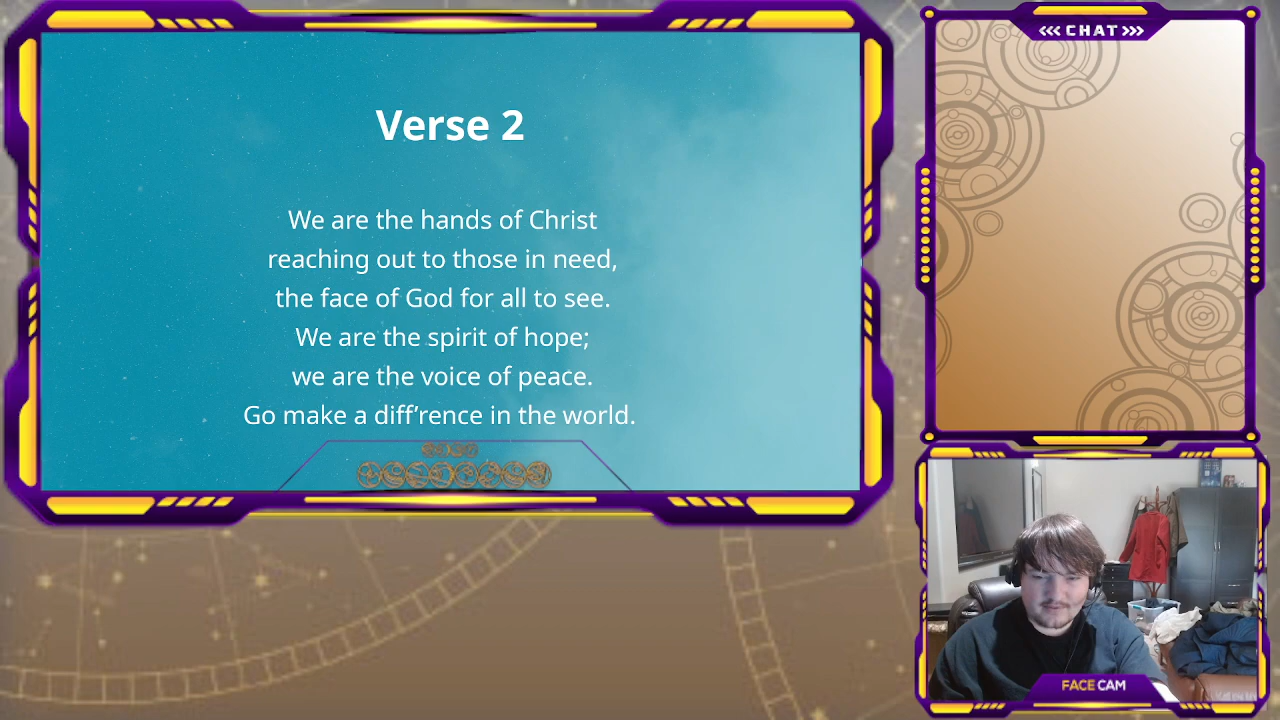 Verse 2
We are the hands of Christ
reaching out to those in need,
the face of God for all to see.
We are the spirit of hope;
we are the voice of peace.
Go make a diff’rence in the world.
CHAT
FACE CAM